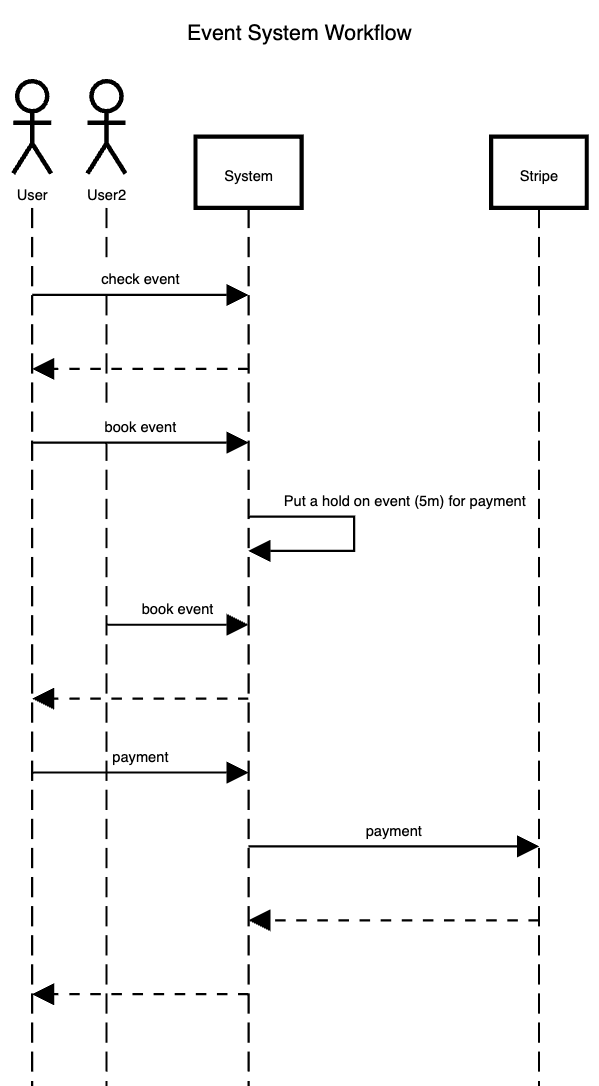 Event System Workflow
User
User2
System
Stripe
check event
book event
Put a hold on event (5m) for payment
book event
payment
payment